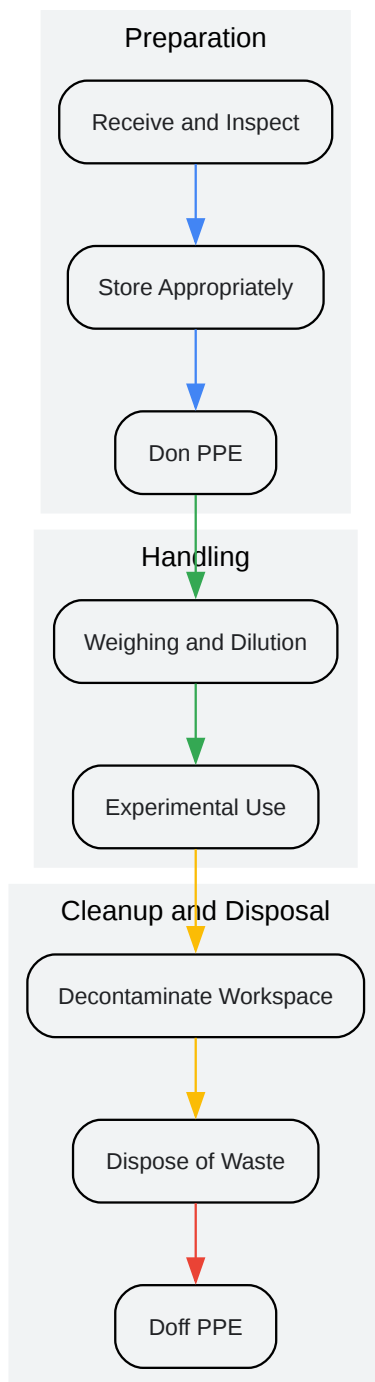 Preparation
Receive and Inspect
Store Appropriately
Don PPE
Handling
Weighing and Dilution
Experimental Use
Cleanup and Disposal
Decontaminate Workspace
Dispose of Waste
Doff PPE